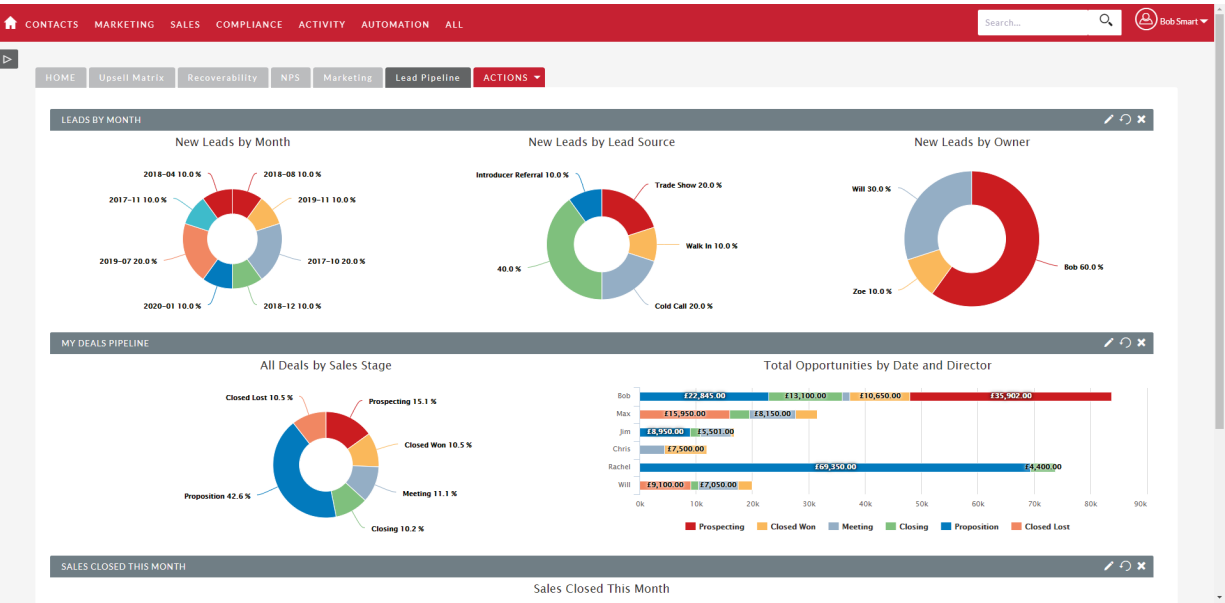 CONTACTS MARKETING SALES COMPLIANCE ACTIVITY AUTOMATION ALL Search... Bob Smart
HOME Upsell Matrix Recoverability NPS Marketing Lead Pipeline ACTIONS
LEADS BY MONTH
New Leads by Month
2018-04 10.0 % 2018-08 10.0 %
2017-11 10.0 % 2019-11 10.0 %
2019-07 20.0 % 2017-10 20.0 %
2020-01 10.0 % 2018-12 10.0 %
New Leads by Lead Source
Introducer Referral 10.0 % Trade Show 20.0 %
Walk In 10.0 %
40.0 %
Cold Call 20.0 %
New Leads by Owner
Will 30.0 %
Bob 60.0 %
Zoe 10.0 %
MY DEALS PIPELINE
All Deals by Sales Stage
Closed Lost 10.5 % Prospecting 15.1 %
Closed Won 10.5 %
Proposition 42.6 % Meeting 11.1 %
Closing 10.2 %
Total Opportunities by Date and Director
Bob £22,845.00 £13,100.00 £10,650.00 £35,902.00
Max £15,950.00 £8,150.00
Jim £8,950.00 £5,501.00
Chris £7,500.00
Rachel £69,350.00 £4,400.00
Will £9,100.00 £7,050.00
0k 10k 20k 30k 40k 50k 60k 70k 80k 90k
Prospecting Closed Won Meeting Closing Proposition Closed Lost
SALES CLOSED THIS MONTH
Sales Closed This Month